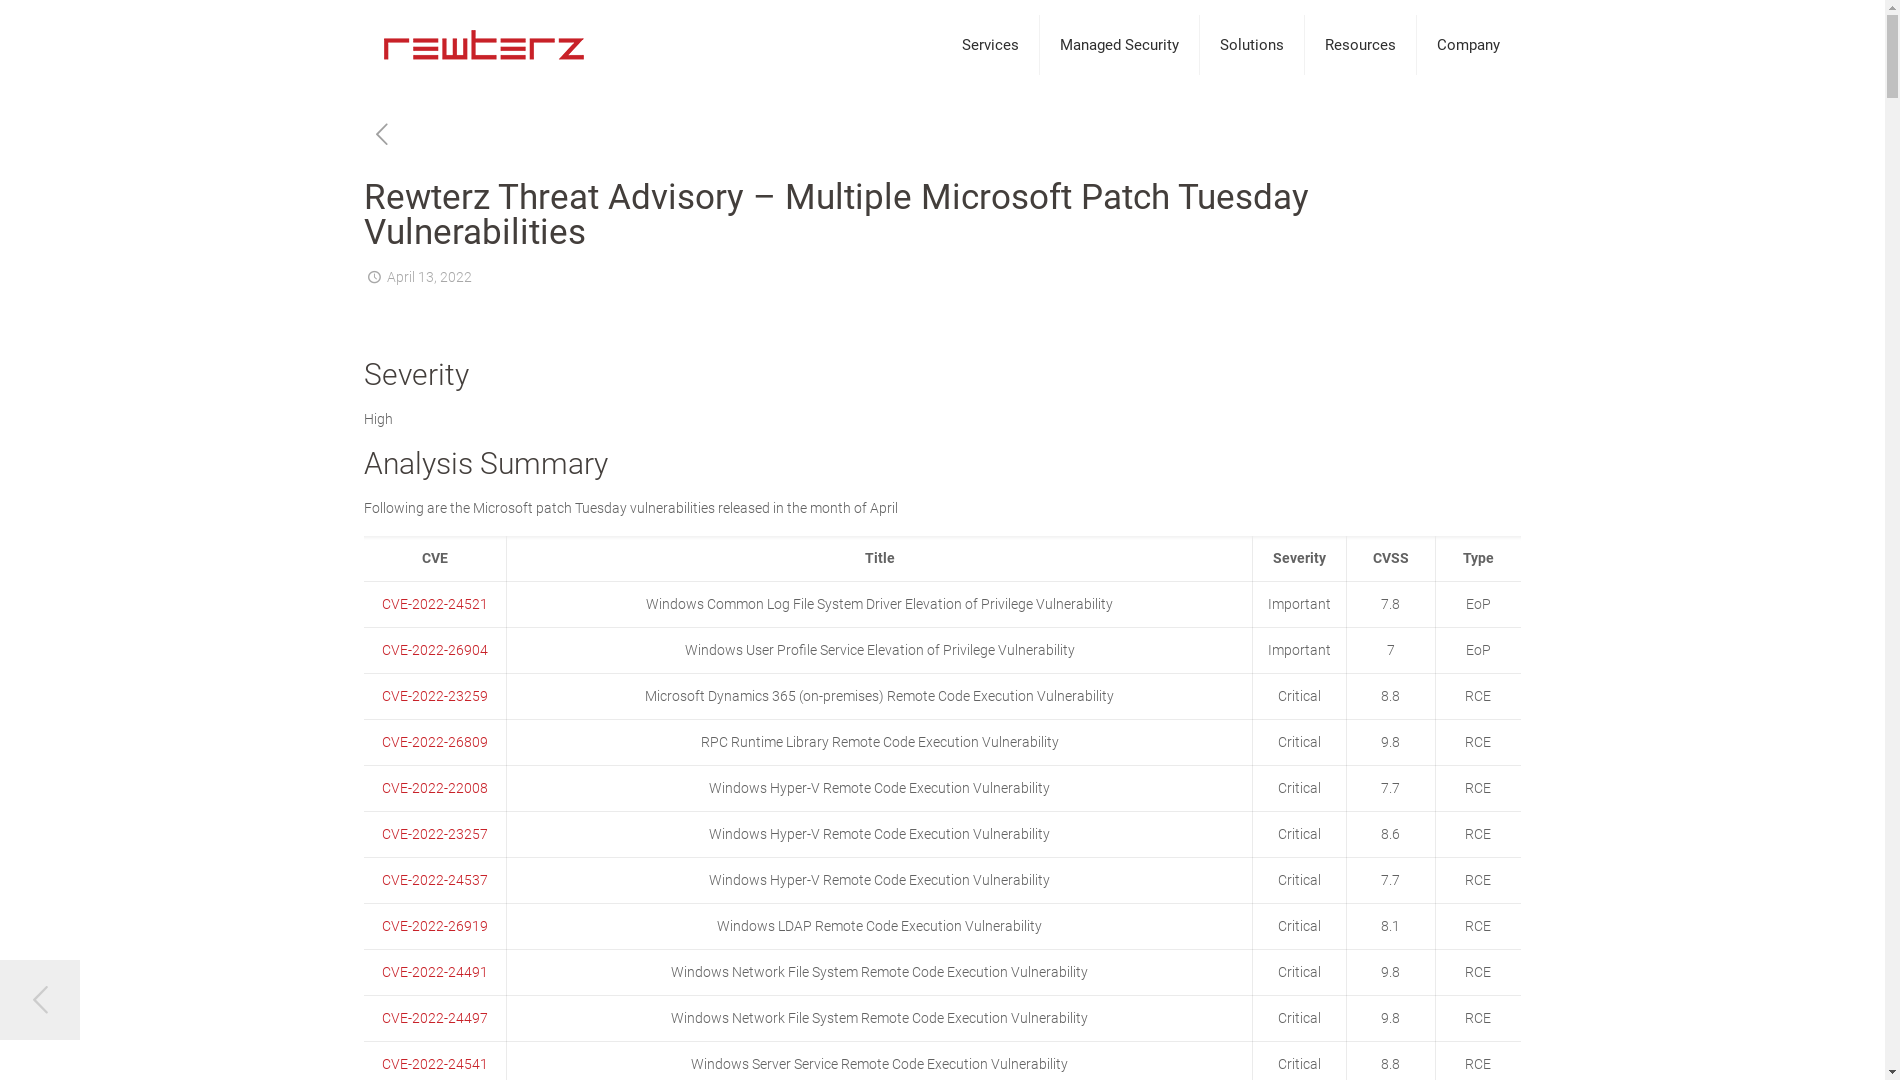 rewterz
Services Managed Security Solutions Resources Company
Rewterz Threat Advisory – Multiple Microsoft Patch Tuesday
Vulnerabilities
April 13, 2022
Severity
High
Analysis Summary
Following are the Microsoft patch Tuesday vulnerabilities released in the month of April
CVE Title Severity CVSS Type
CVE-2022-24521 Windows Common Log File System Driver Elevation of Privilege Vulnerability Important 7.8 EoP
CVE-2022-26904 Windows User Profile Service Elevation of Privilege Vulnerability Important 7 EoP
CVE-2022-23259 Microsoft Dynamics 365 (on-premises) Remote Code Execution Vulnerability Critical 8.8 RCE
CVE-2022-26809 RPC Runtime Library Remote Code Execution Vulnerability Critical 9.8 RCE
CVE-2022-22008 Windows Hyper-V Remote Code Execution Vulnerability Critical 7.7 RCE
CVE-2022-23257 Windows Hyper-V Remote Code Execution Vulnerability Critical 8.6 RCE
CVE-2022-24537 Windows Hyper-V Remote Code Execution Vulnerability Critical 7.7 RCE
CVE-2022-26919 Windows LDAP Remote Code Execution Vulnerability Critical 8.1 RCE
CVE-2022-24491 Windows Network File System Remote Code Execution Vulnerability Critical 9.8 RCE
CVE-2022-24497 Windows Network File System Remote Code Execution Vulnerability Critical 9.8 RCE
CVE-2022-24541 Windows Server Service Remote Code Execution Vulnerability Critical 8.8 RCE